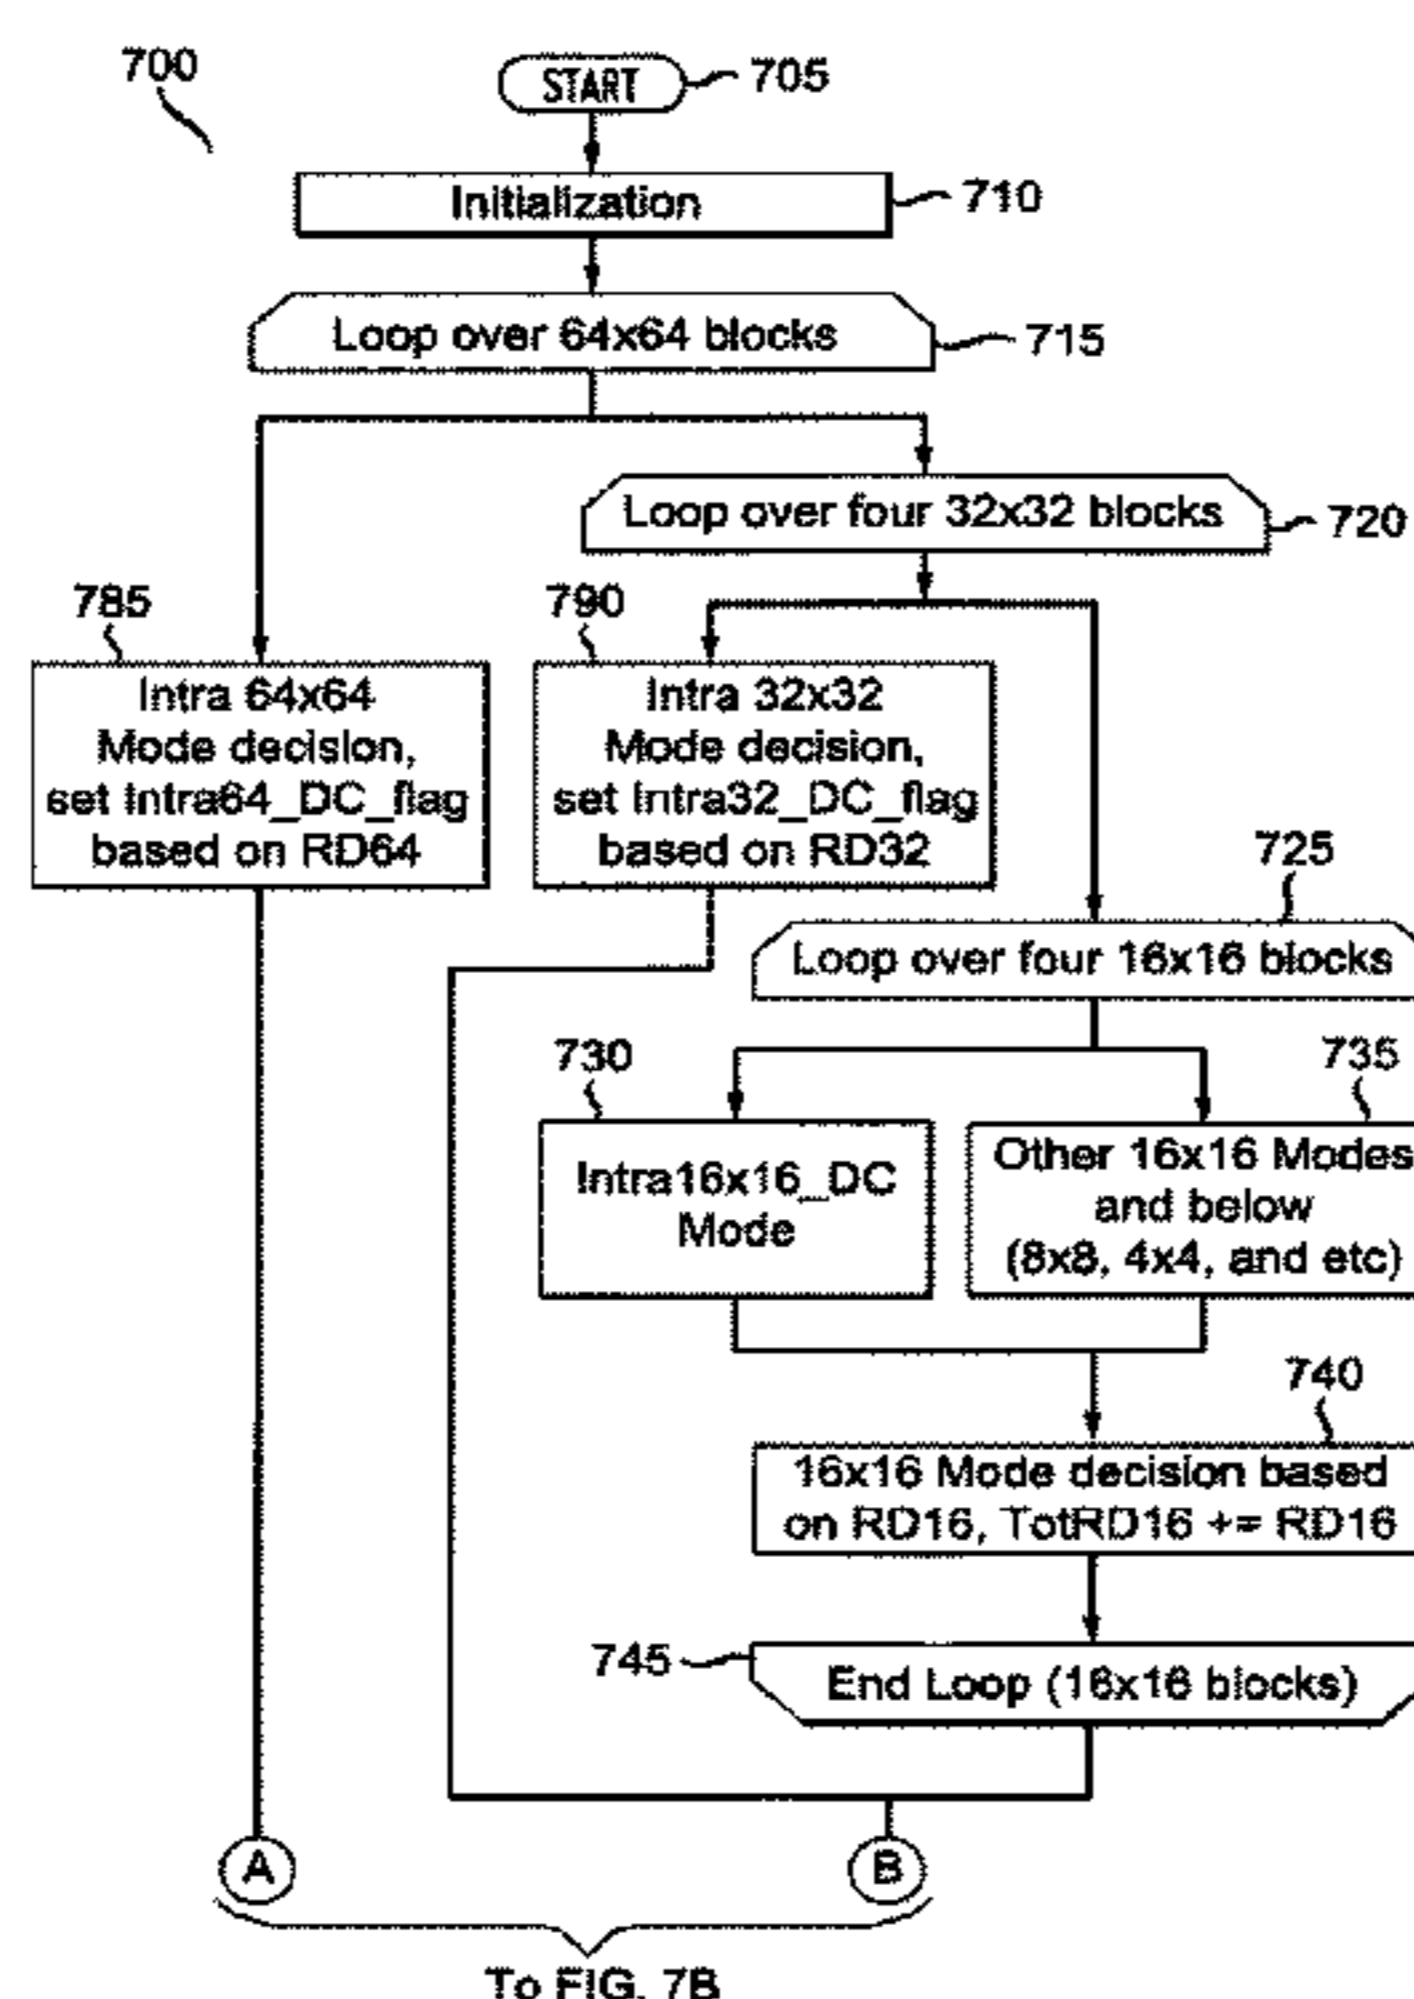 700
START
705
Initialization
710
Loop over 64x64 blocks
715
Loop over four 32x32 blocks
720
785
Intra 64x64
Mode decision,
set Intra64_DC_flag
based on RD64
790
Intra 32x32
Mode decision,
set Intra32_DC_flag
based on RD32
725
Loop over four 16x16 blocks
730
Intra16x16_DC
Mode
735
Other 16x16 Modes
and below
(8x8, 4x4, and etc)
740
16x16 Mode decision based
on RD16, TotRD16 += RD16
745
End Loop (16x16 blocks)
A
B
To FIG. 7B